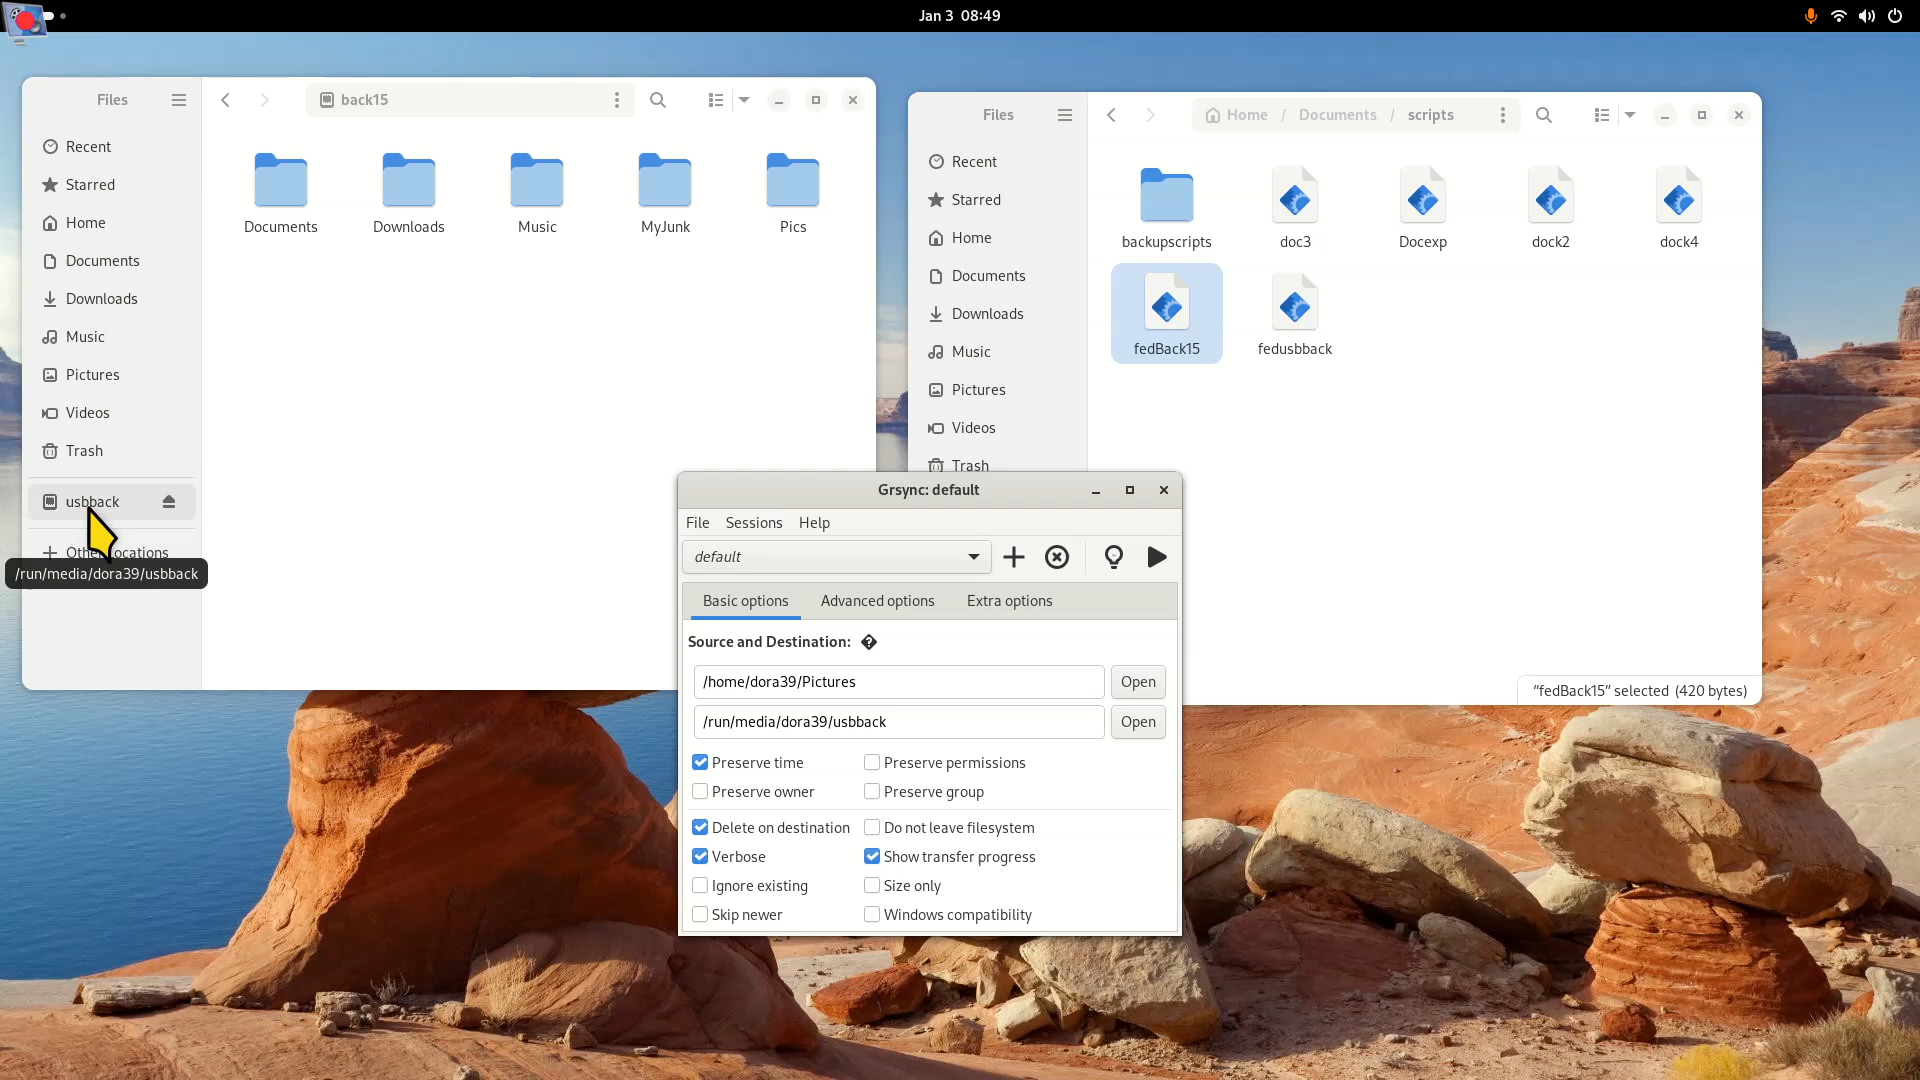 Jan 3 08:49
Files
back15
Recent
Starred
Home
Documents
Downloads
Music
Pictures
Videos
Trash
usbback
Other Locations
/run/media/dora39/usbback
Documents
Downloads
Music
MyJunk
Pics
Files
Home / Documents / scripts
Recent
Starred
Home
Documents
Downloads
Music
Pictures
Videos
Trash
backupscripts
doc3
Docexp
dock2
dock4
fedBack15
fedusbback
“fedBack15” selected (420 bytes)
Grsync: default
File Sessions Help
default
Basic options Advanced options Extra options
Source and Destination:
/home/dora39/Pictures Open
/run/media/dora39/usbback Open
Preserve time Preserve permissions
Preserve owner Preserve group
Delete on destination Do not leave filesystem
Verbose Show transfer progress
Ignore existing Size only
Skip newer Windows compatibility